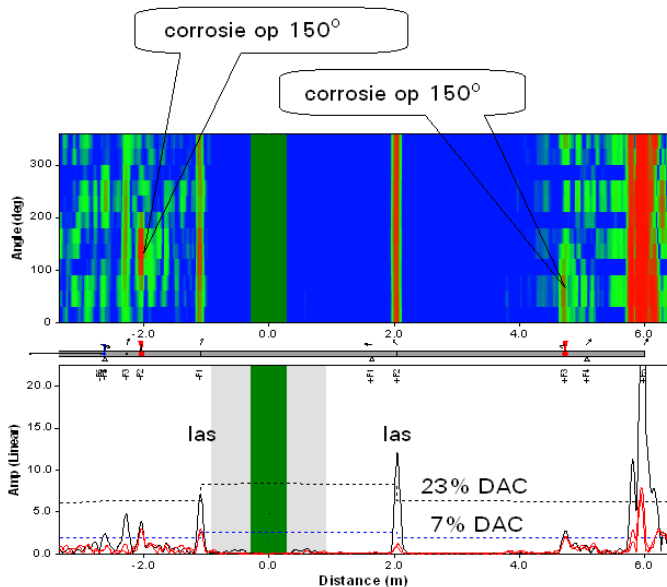 corrosie op 150°
corrosie op 150°
Angle (deg)
300
200
100
0
-2.0
0.0
2.0
4.0
6.0
-F3
-F2
-F1
+F1
+F2
+F3
+F4
Amp (Linear)
20.0
15.0
10.0
5.0
0.0
las
las
23% DAC
7% DAC
-2.0
0.0
2.0
4.0
6.0
Distance (m)